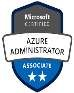 Microsoft
CERTIFIED
AZURE
ADMINISTRATOR
ASSOCIATE